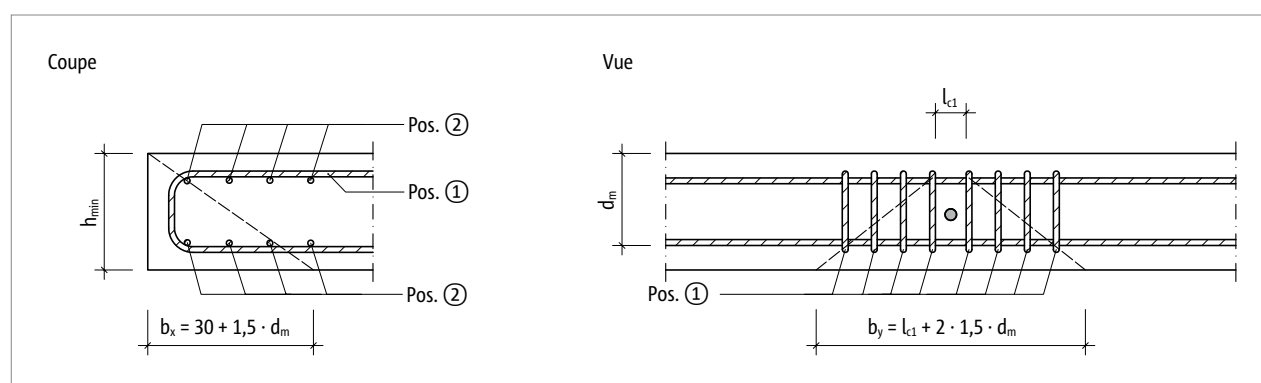 Coupe
Vue
l_c1
Pos. ②
Pos. ①
h_min
d_m
Pos. ②
Pos. ①
b_x = 30 + 1,5 · d_m
b_y = l_c1 + 2 · 1,5 · d_m